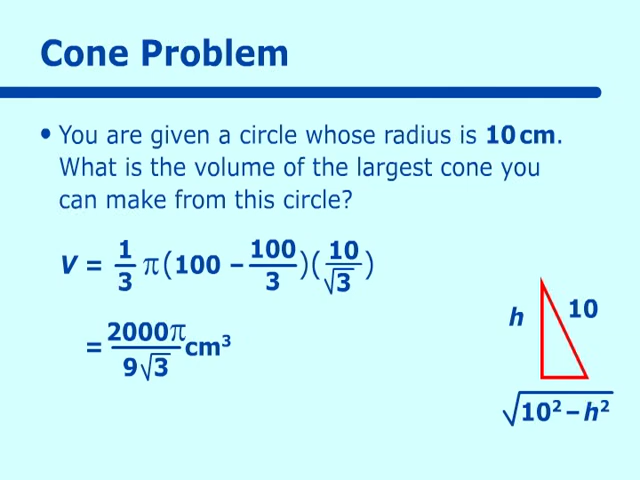 Cone Problem
• You are given a circle whose radius is 10 cm.
What is the volume of the largest cone you
can make from this circle?
V = 1/3 π(100 − 100/3)(10/√3)
= 2000π/9√3 cm³
h
10
√10² − h²